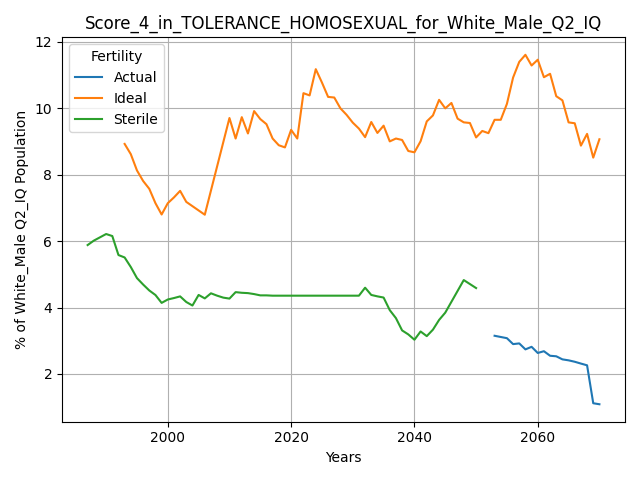 Score_4_in_TOLERANCE_HOMOSEXUAL_for_White_Male_Q2_IQ
Fertility
Actual
Ideal
Sterile
% of White_Male Q2_IQ Population
12
10
8
6
4
2
2000 2020 2040 2060
Years